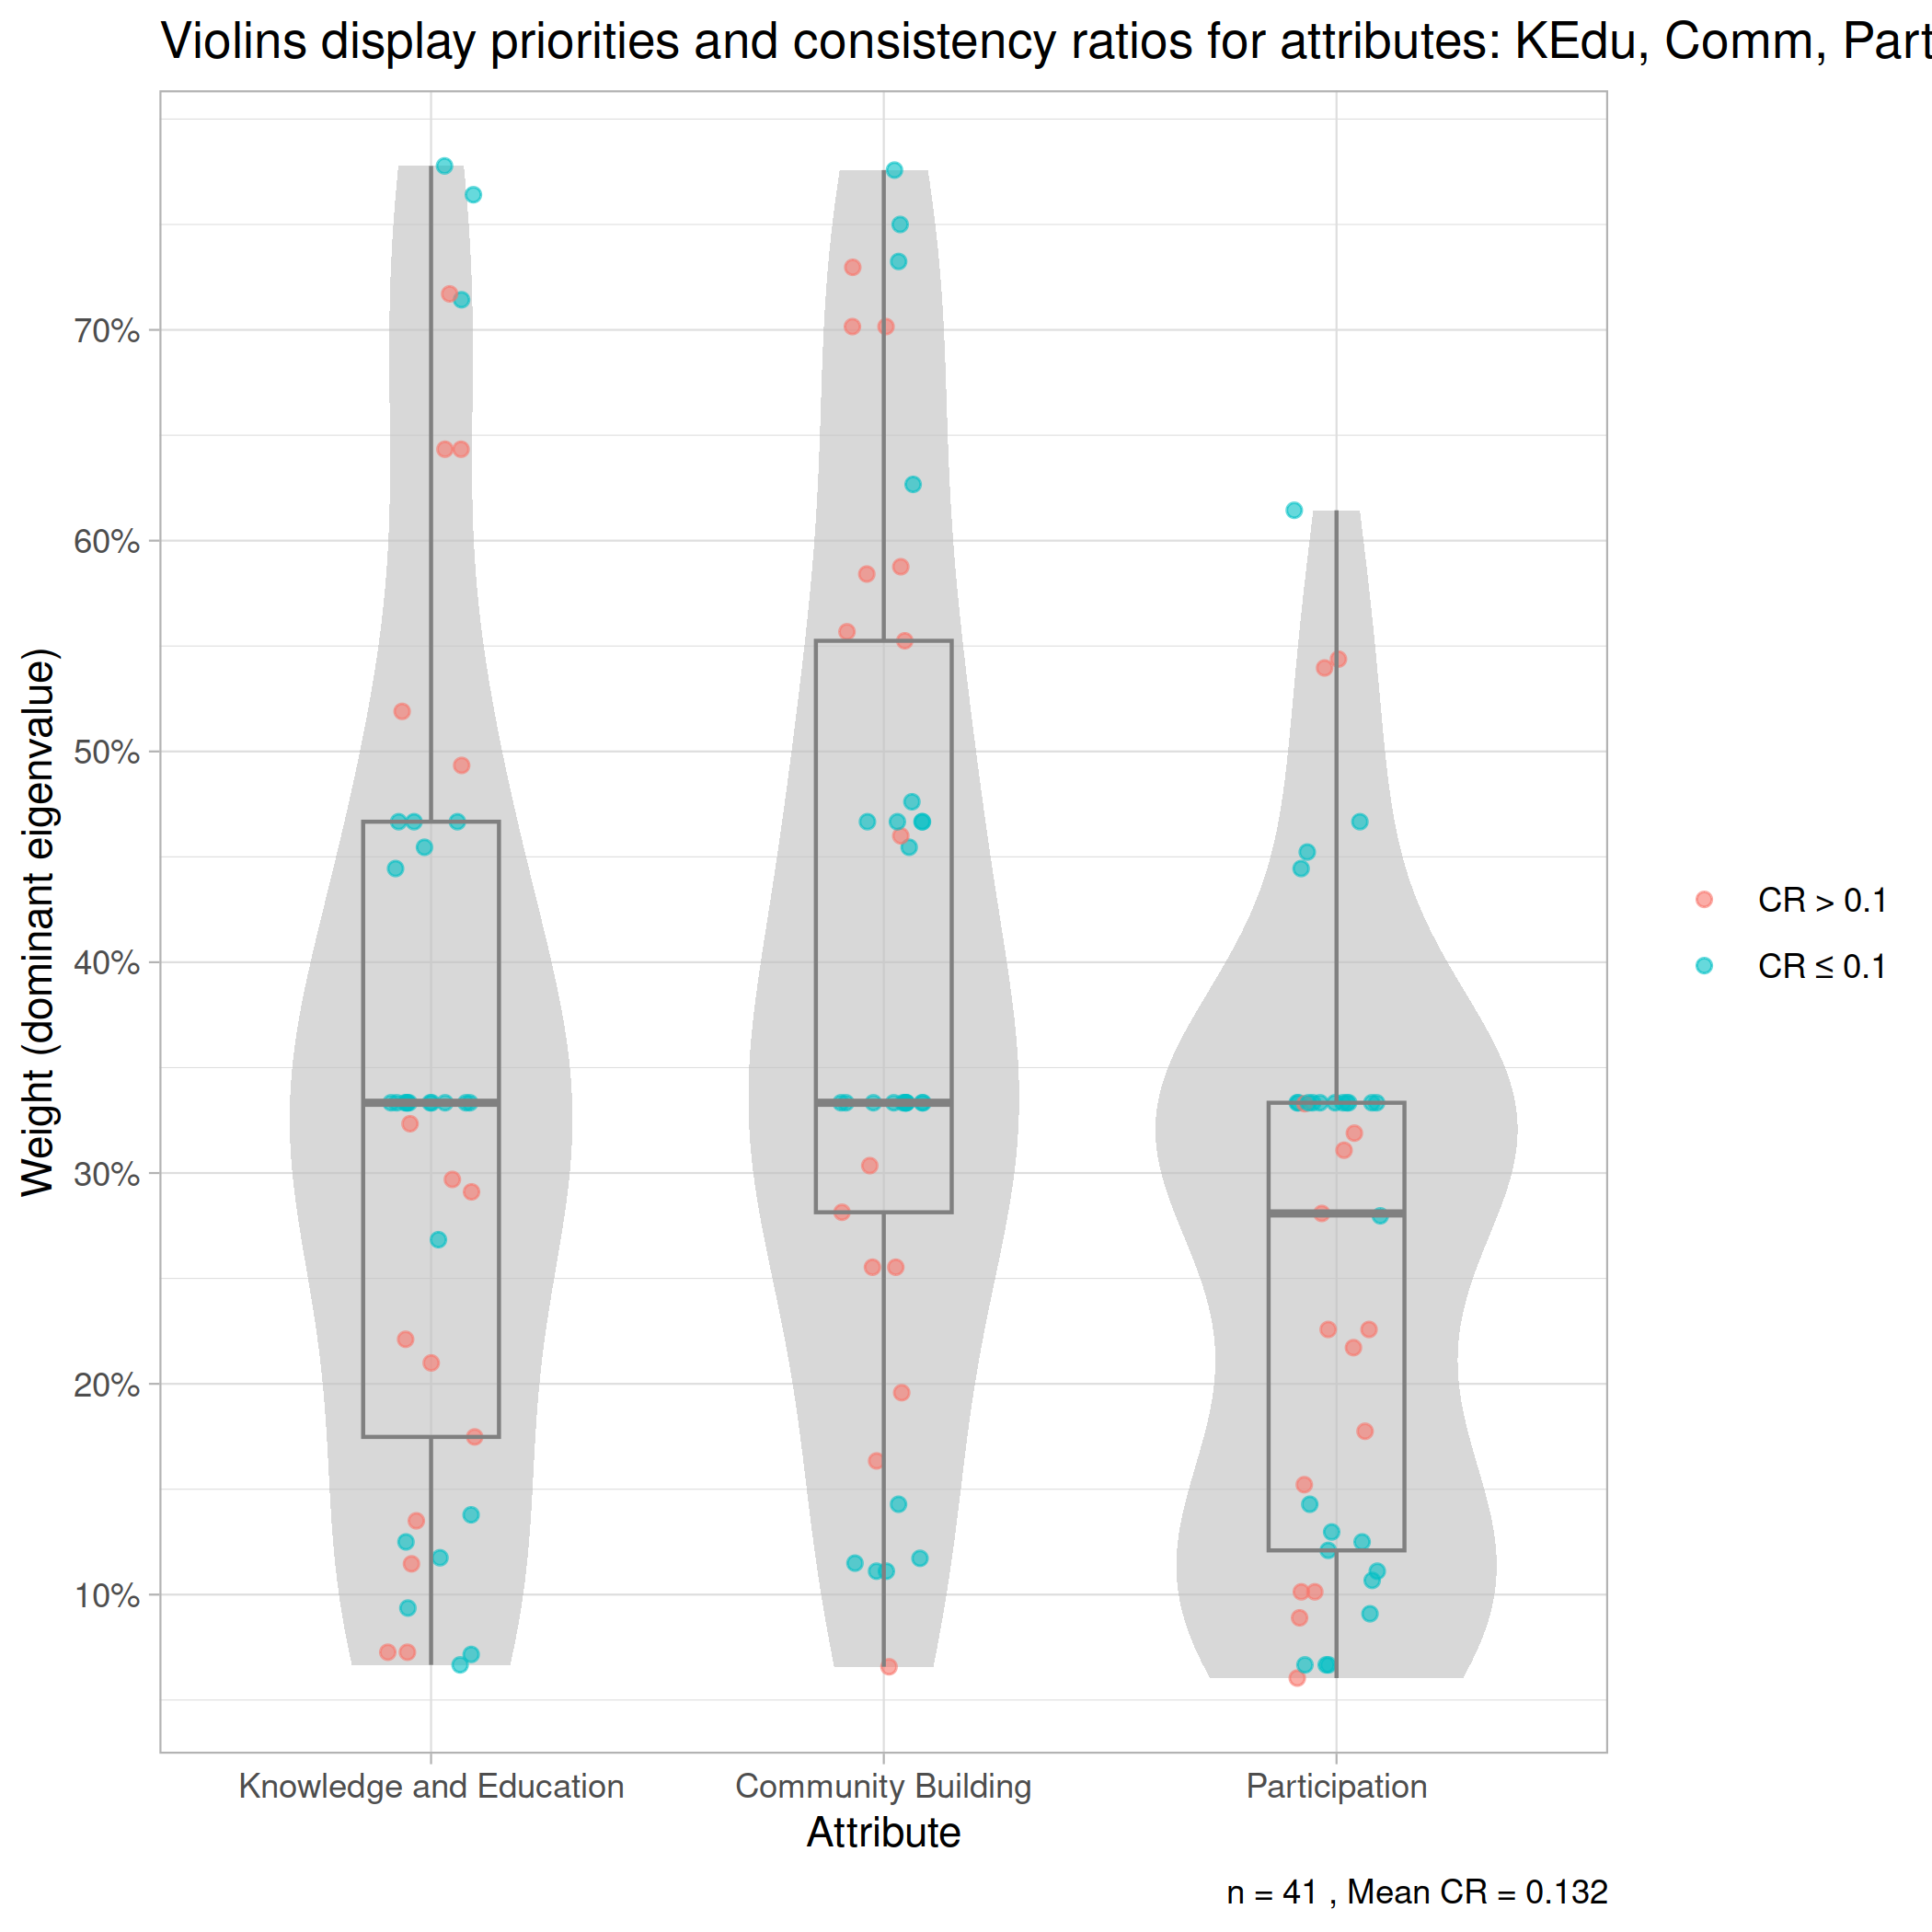 Violins display priorities and consistency ratios for attributes: KEdu, Comm, Part
Weight (dominant eigenvalue)
70%
60%
50%
40%
30%
20%
10%
CR > 0.1
CR ≤ 0.1
Knowledge and Education
Community Building
Participation
Attribute
n = 41 , Mean CR = 0.132